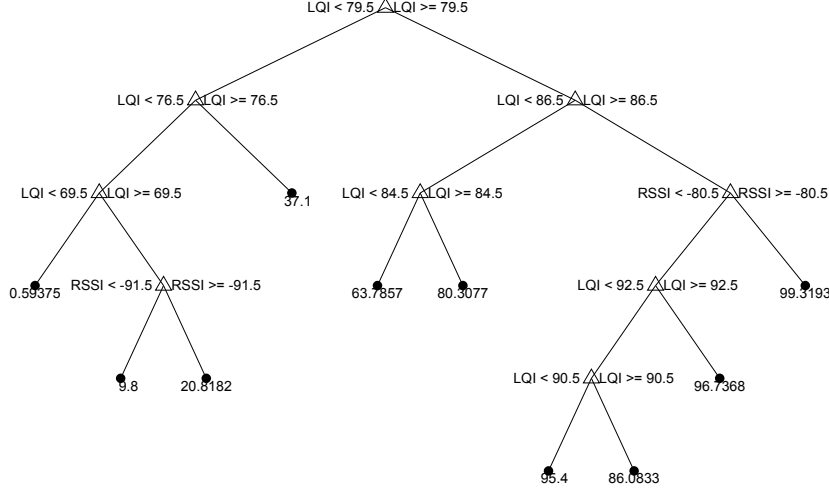 LQI < 79.5 LQI >= 79.5
LQI < 76.5 LQI >= 76.5 LQI < 86.5 LQI >= 86.5
LQI < 69.5 LQI >= 69.5 37.1 LQI < 84.5 LQI >= 84.5 RSSI < -80.5 RSSI >= -80.5
0.59375 RSSI < -91.5 RSSI >= -91.5 63.7857 80.3077 LQI < 92.5 LQI >= 92.5 99.3193
9.8 20.8182 LQI < 90.5 LQI >= 90.5 96.7368
95.4 86.0833